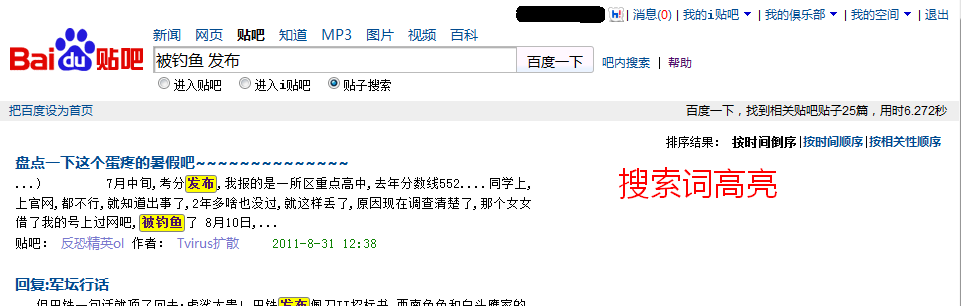 h! | 消息(0) | 我的i贴吧 | 我的俱乐部 | 我的空间 | 退出
新闻 网页 贴吧 知道 MP3 图片 视频 百科
Baidu贴吧
被钓鱼 发布 百度一下 吧内搜索 | 帮助
进入贴吧 进入i贴吧 贴子搜索
把百度设为首页 百度一下，找到相关贴吧贴子25篇，用时6.272秒
排序结果： 按时间倒序|按时间顺序|按相关性顺序
盘点一下这个蛋疼的暑假吧~~~~~~~~~~~~~~
搜索词高亮
...) 7月中旬,考分发布,我报的是一所区重点高中,去年分数线552....同学上,
上官网,都不行,就知道出事了,2年多啥也没过,就这样丢了,原因现在调查清楚了,那个女女
借了我的号上过网吧,被钓鱼了 8月10日,...
贴吧： 反恐精英ol 作者： Tvirus扩散 2011-8-31 12:38
回复:军坛行话